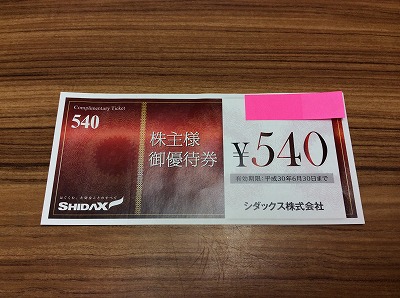 Complimentary Ticket
540
株主様
御優待券
¥540
有効期限:平成30年6月30日まで
SHIDAX
シダックス株式会社